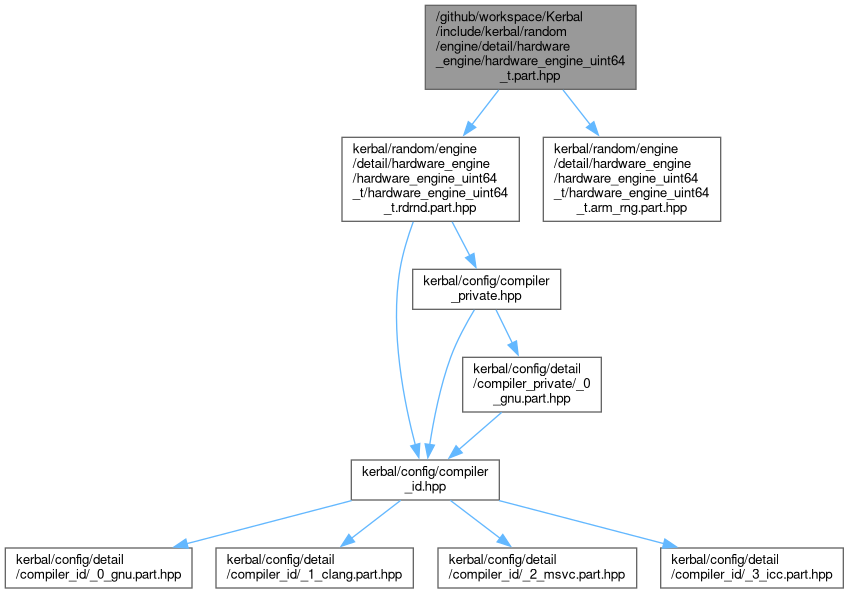 /github/workspace/Kerbal
/include/kerbal/random
/engine/detail/hardware
_engine/hardware_engine_uint64
_t.part.hpp
kerbal/random/engine
/detail/hardware_engine
/hardware_engine_uint64
_t/hardware_engine_uint64
_t.rdrnd.part.hpp
kerbal/random/engine
/detail/hardware_engine
/hardware_engine_uint64
_t/hardware_engine_uint64
_t.arm_rng.part.hpp
kerbal/config/compiler
_private.hpp
kerbal/config/detail
/compiler_private/_0
_gnu.part.hpp
kerbal/config/compiler
_id.hpp
kerbal/config/detail
/compiler_id/_0_gnu.part.hpp
kerbal/config/detail
/compiler_id/_1_clang.part.hpp
kerbal/config/detail
/compiler_id/_2_msvc.part.hpp
kerbal/config/detail
/compiler_id/_3_icc.part.hpp